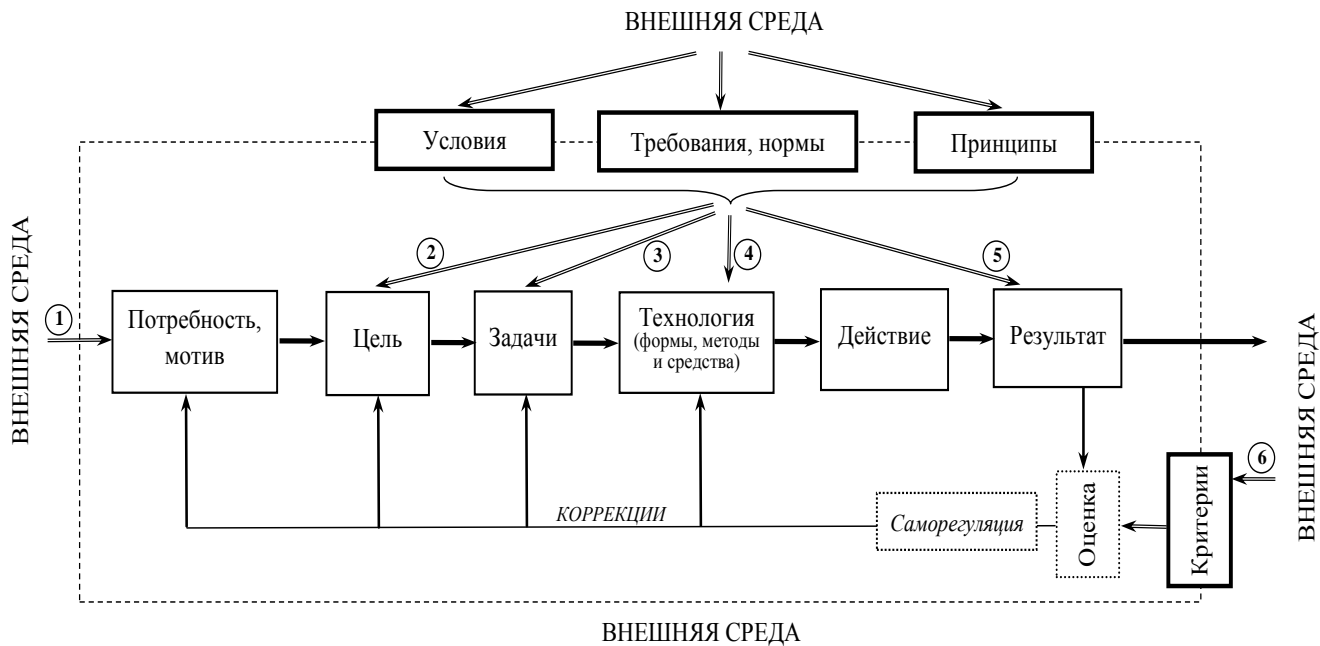 ВНЕШНЯЯ СРЕДА
Условия
Требования, нормы
Принципы
ВНЕШНЯЯ СРЕДА
1
2
3
4
5
Потребность,
мотив
Цель
Задачи
Технология
(формы, методы
и средства)
Действие
Результат
ВНЕШНЯЯ СРЕДА
6
КОРРЕКЦИИ
Саморегуляция
Оценка
Критерии
ВНЕШНЯЯ СРЕДА